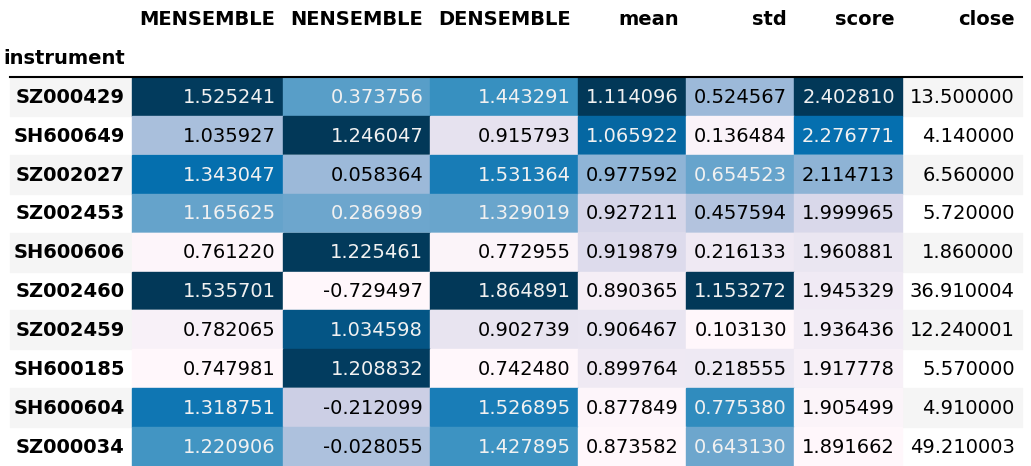 MENSEMBLE NENSEMBLE DENSEMBLE mean std score close
instrument
SZ000429 1.525241 0.373756 1.443291 1.114096 0.524567 2.402810 13.500000
SH600649 1.035927 1.246047 0.915793 1.065922 0.136484 2.276771 4.140000
SZ002027 1.343047 0.058364 1.531364 0.977592 0.654523 2.114713 6.560000
SZ002453 1.165625 0.286989 1.329019 0.927211 0.457594 1.999965 5.720000
SH600606 0.761220 1.225461 0.772955 0.919879 0.216133 1.960881 1.860000
SZ002460 1.535701 -0.729497 1.864891 0.890365 1.153272 1.945329 36.910004
SZ002459 0.782065 1.034598 0.902739 0.906467 0.103130 1.936436 12.240001
SH600185 0.747981 1.208832 0.742480 0.899764 0.218555 1.917778 5.570000
SH600604 1.318751 -0.212099 1.526895 0.877849 0.775380 1.905499 4.910000
SZ000034 1.220906 -0.028055 1.427895 0.873582 0.643130 1.891662 49.210003